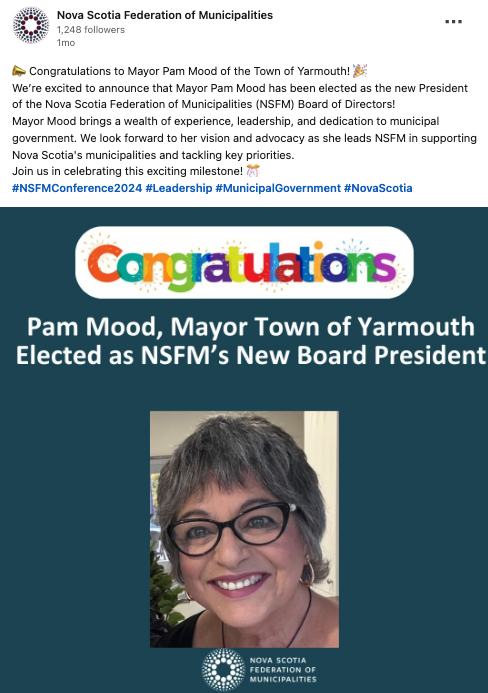 Nova Scotia Federation of Municipalities
1,248 followers
1mo
📣 Congratulations to Mayor Pam Mood of the Town of Yarmouth! 🎉
We're excited to announce that Mayor Pam Mood has been elected as the new President
of the Nova Scotia Federation of Municipalities (NSFM) Board of Directors!
Mayor Mood brings a wealth of experience, leadership, and dedication to municipal
government. We look forward to her vision and advocacy as she leads NSFM in supporting
Nova Scotia's municipalities and tackling key priorities.
Join us in celebrating this exciting milestone! 🎊
#NSFMConference2024 #Leadership #MunicipalGovernment #NovaScotia
Congratulations
Pam Mood, Mayor Town of Yarmouth
Elected as NSFM's New Board President
NOVA SCOTIA
FEDERATION OF
MUNICIPALITIES